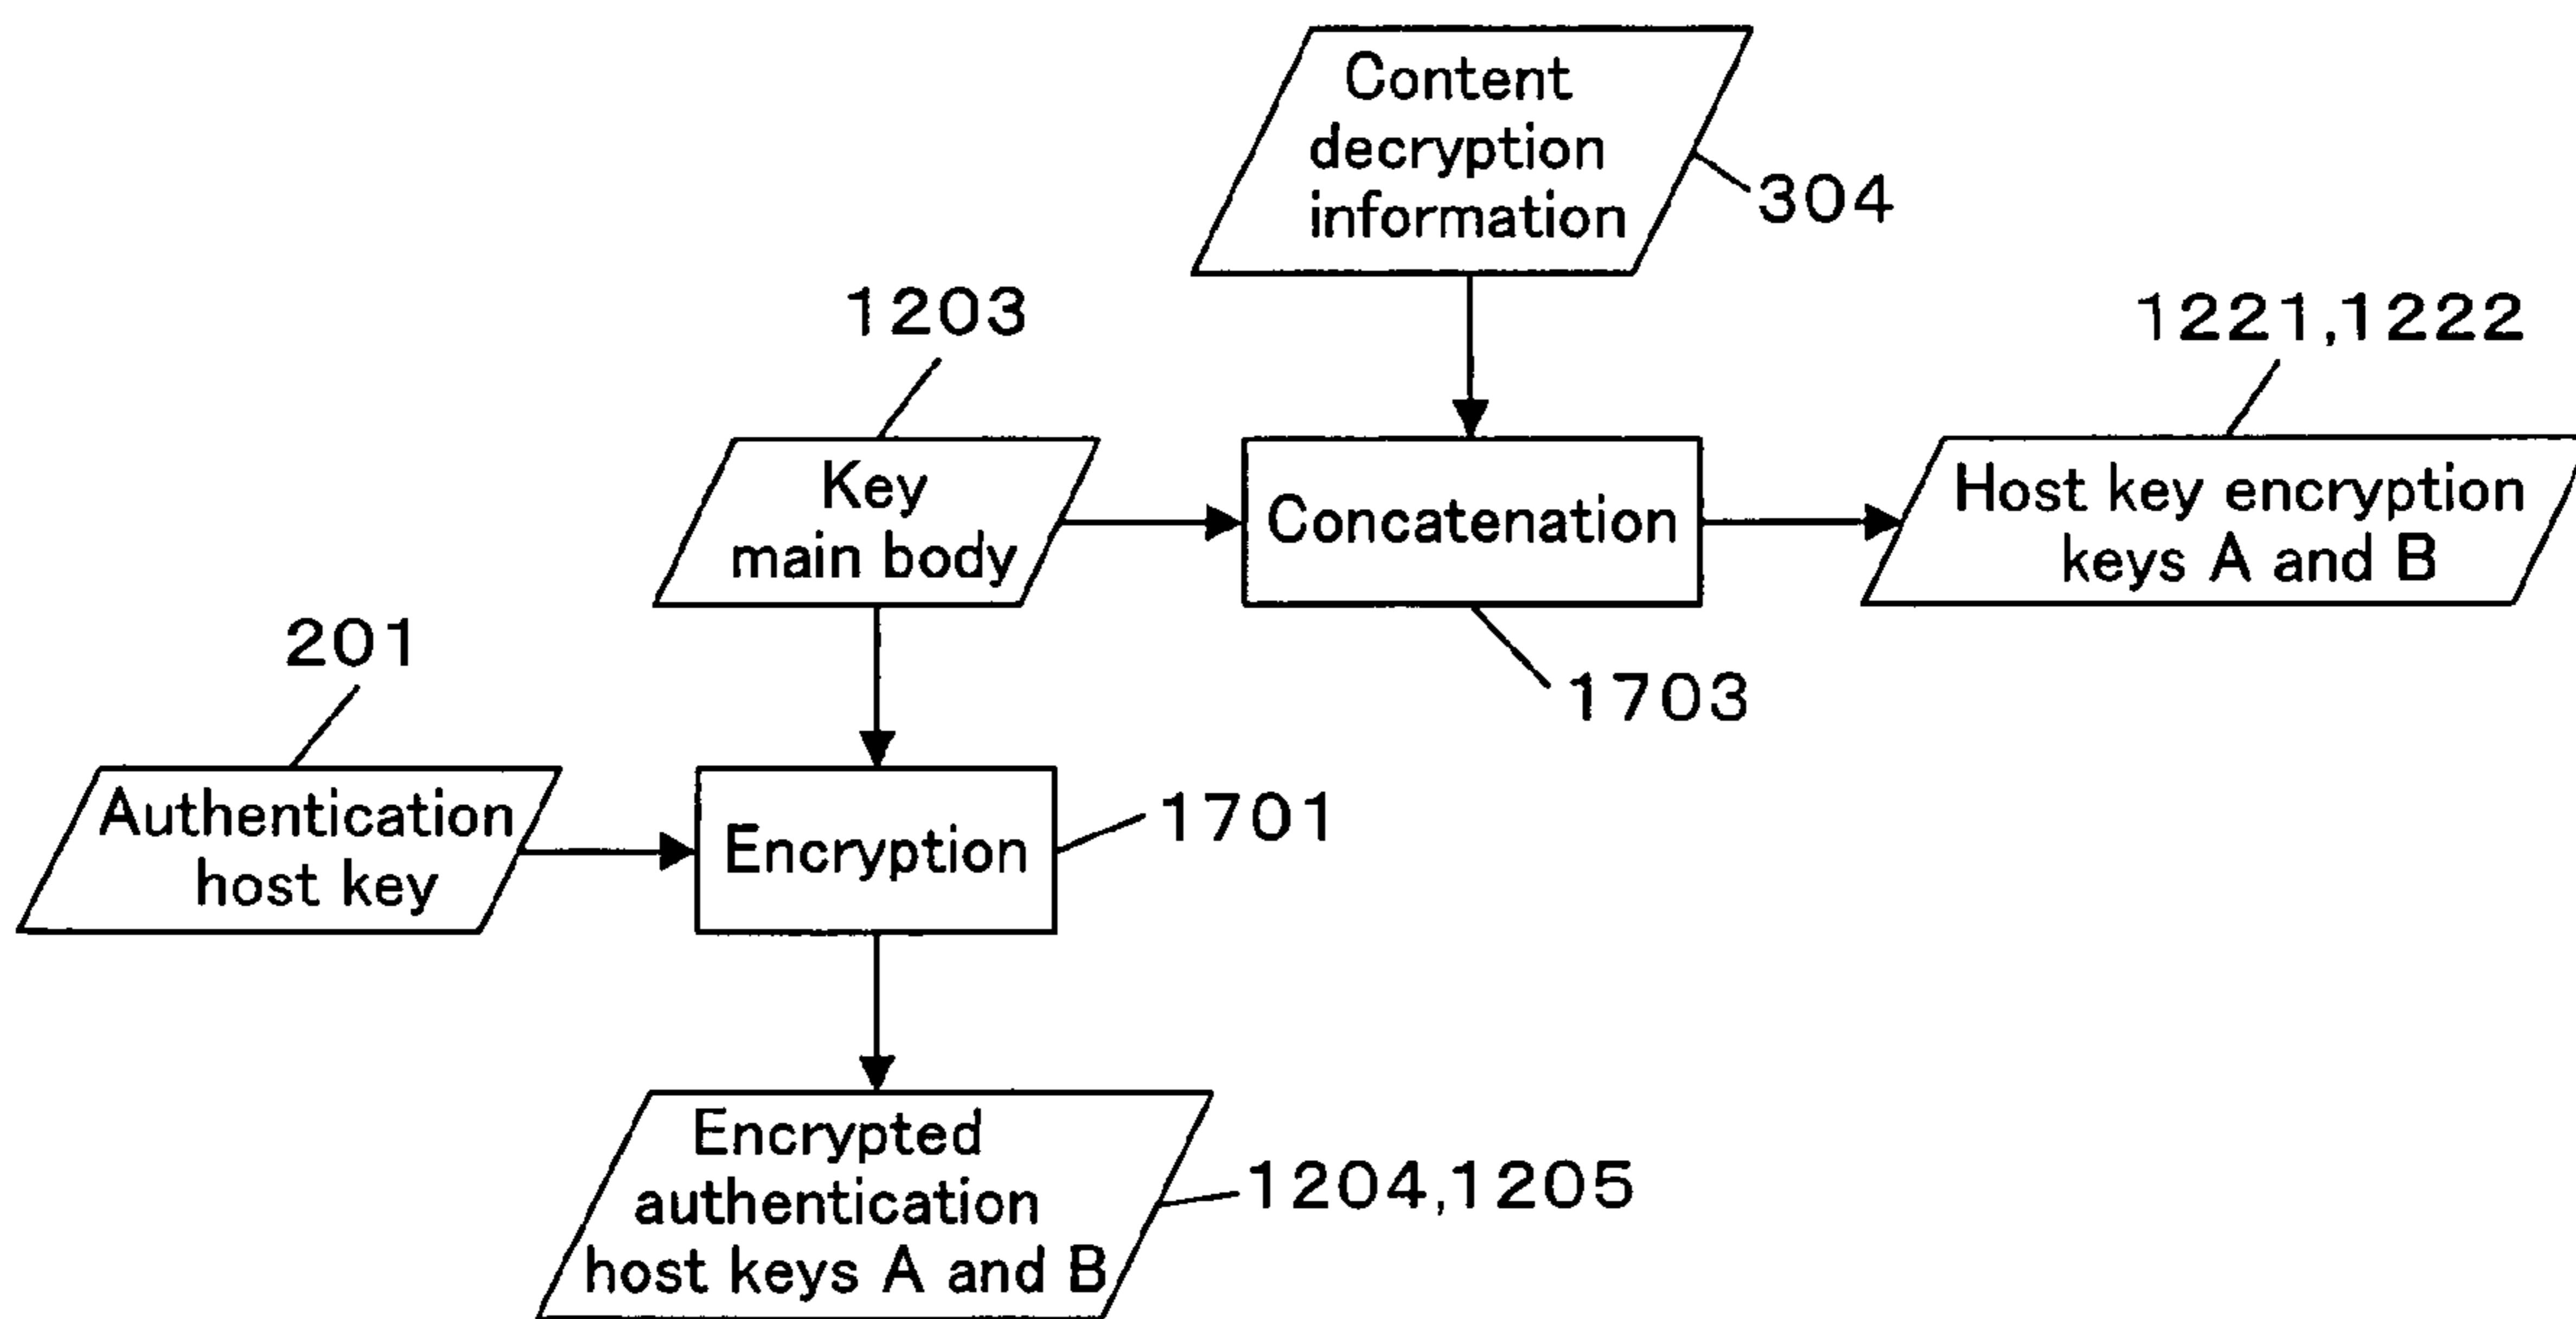 Content
decryption
information
304
1203
1221,1222
Key
main body
Concatenation
Host key encryption
keys A and B
201
1703
Authentication
host key
Encryption
1701
Encrypted
authentication
host keys A and B
1204,1205